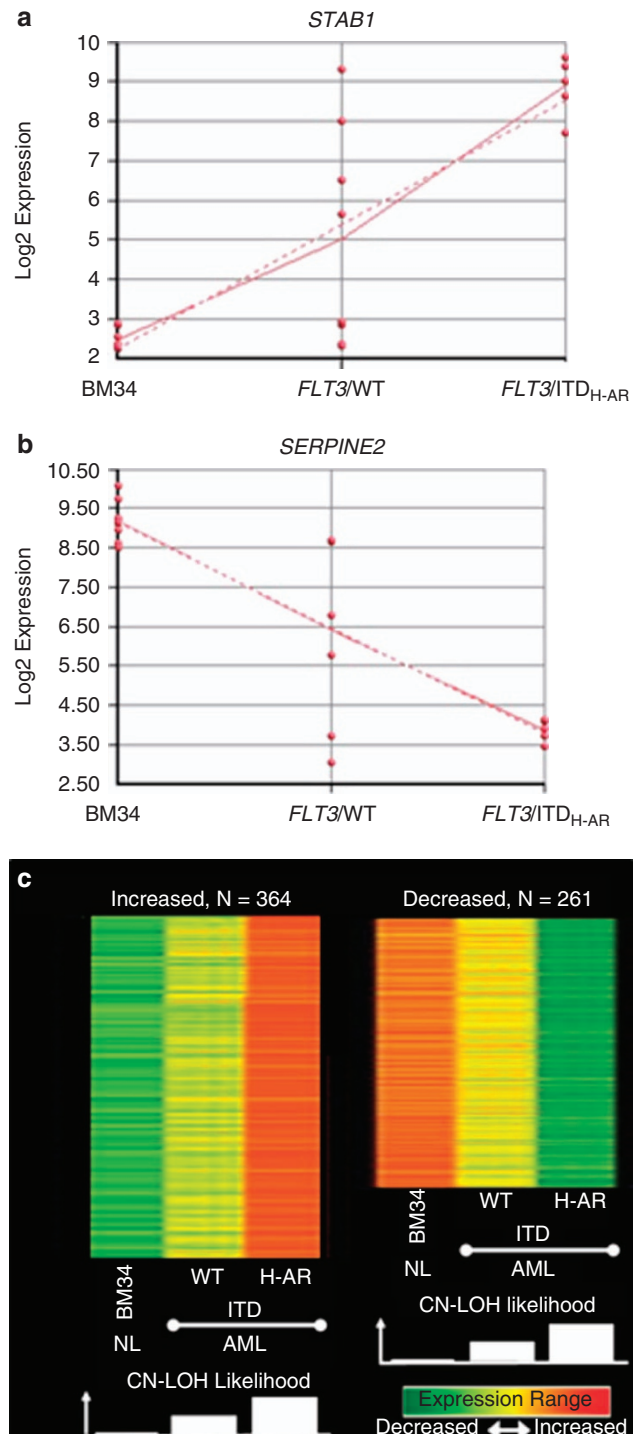 a
STAB1
10
9
8
7
6
5
4
3
2
Log2 Expression
BM34 FLT3/WT FLT3/ITDH-AR
b
SERPINE2
10.50
9.50
8.50
7.50
6.50
5.50
4.50
3.50
2.50
Log2 Expression
BM34 FLT3/WT FLT3/ITDH-AR
c
Increased, N = 364
Decreased, N = 261
BM34 WT H-AR
ITD
NL AML
CN-LOH likelihood
BM34 WT H-AR
ITD
NL AML
CN-LOH Likelihood
Expression Range
Decreased Increased